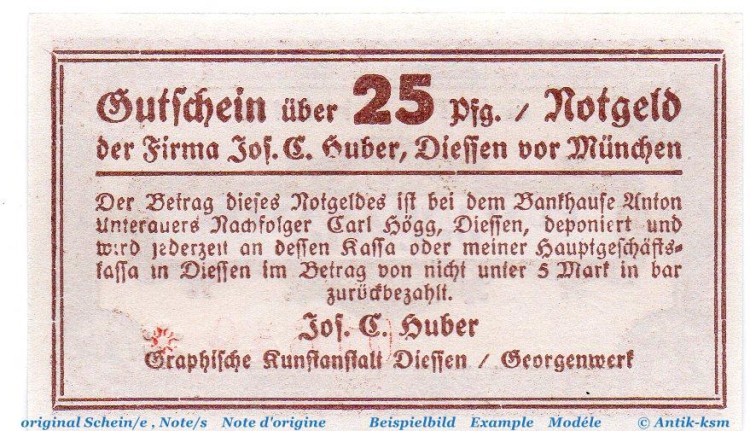 Gutschein über 25 Pfg. / Notgeld
der Firma Jos. C. Huber, Diessen vor München
Der Betrag dieses Notgeldes ist bei dem Bankhause Anton
Unterauers Nachfolger Carl Högg, Diessen, deponiert und
wird jederzeit an dessen Kassa oder meiner Hauptgeschäfts-
kassa in Diessen im Betrag von nicht unter 5 Mark in bar
zurückbezahlt.
Jos. C. Huber
Graphische Kunstanstalt Diessen / Georgenwerk
original Schein/e , Note/s Note d'origine Beispielbild Example Modéle © Antik-ksm